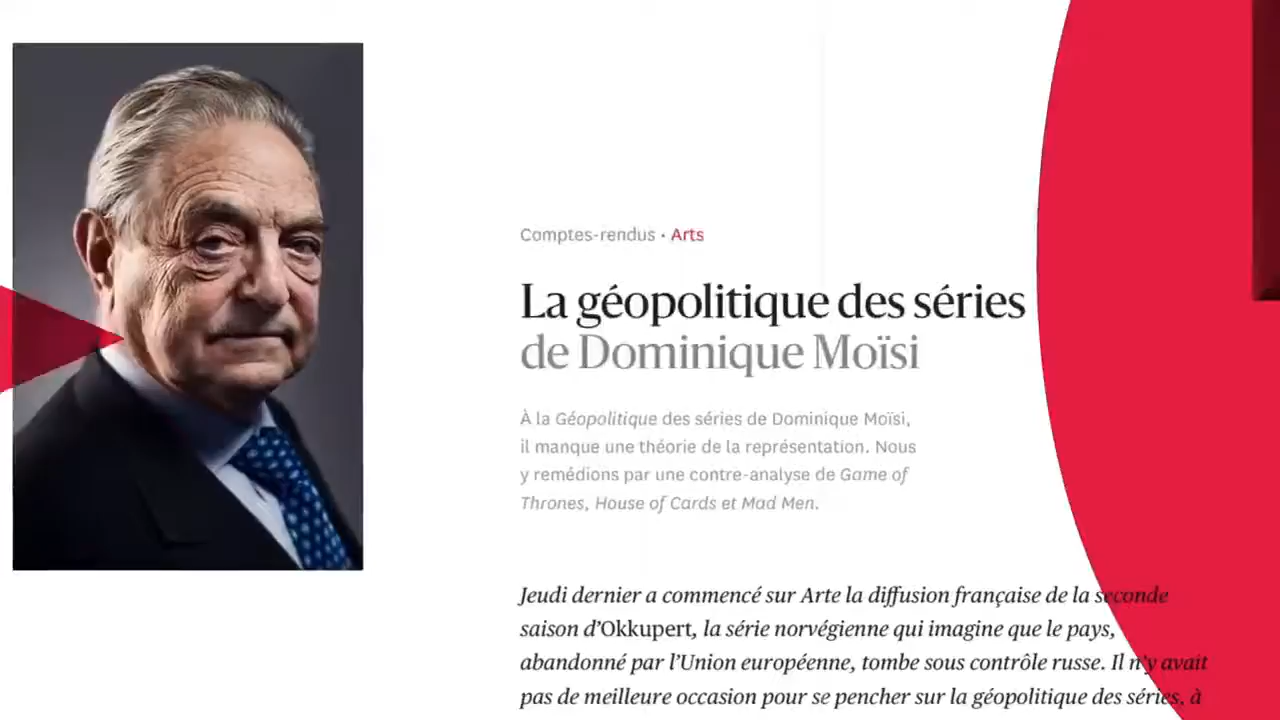 Comptes-rendus • Arts
La géopolitique des séries
de Dominique Moïsi
À la Géopolitique des séries de Dominique Moïsi,
il manque une théorie de la représentation. Nous
y remédions par une contre-analyse de Game of
Thrones, House of Cards et Mad Men.
Jeudi dernier a commencé sur Arte la diffusion française de la seconde
saison d’Okkupert, la série norvégienne qui imagine que le pays,
abandonné par l’Union européenne, tombe sous contrôle russe. Il n’y avait
pas de meilleure occasion pour se pencher sur la géopolitique des séries, à